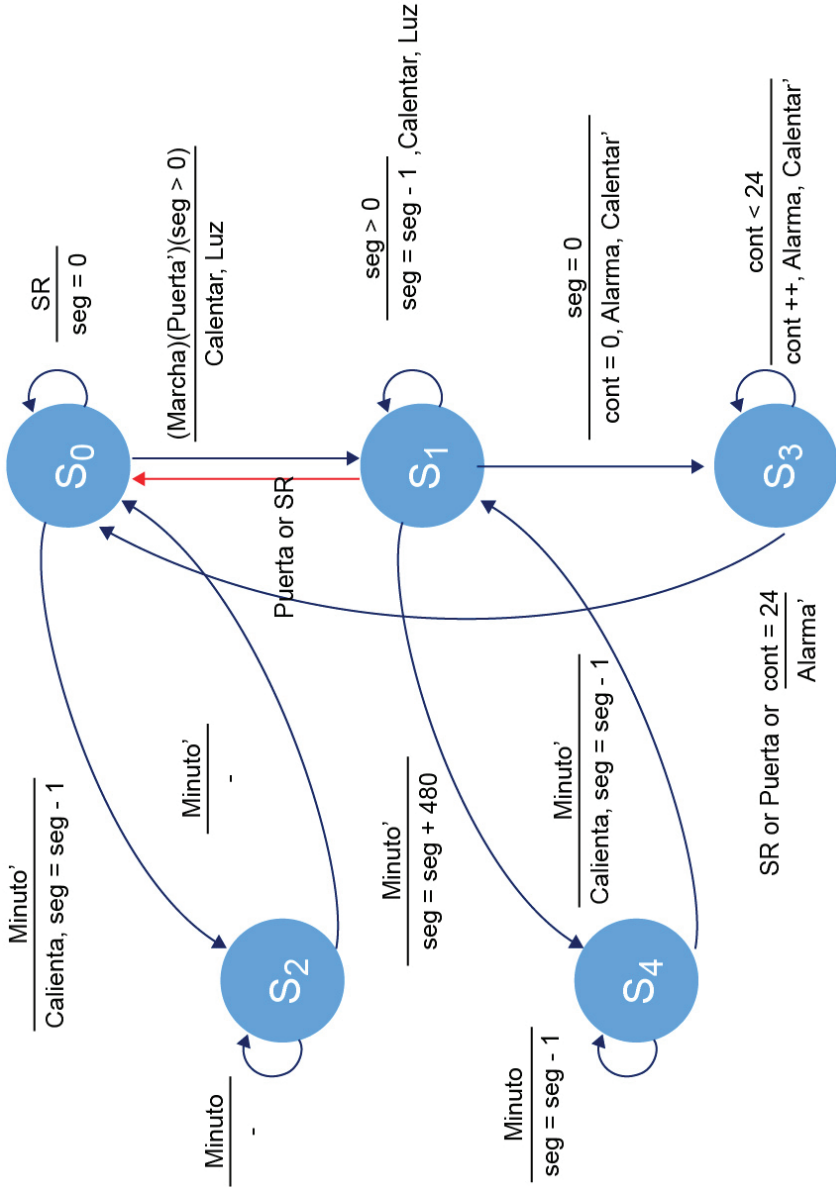 SR
seg = 0
(Marcha)(Puerta')(seg > 0)
Calentar, Luz
seg > 0
seg = seg - 1 ,Calentar, Luz
seg = 0
cont = 0, Alarma, Calentar'
cont < 24
cont ++, Alarma, Calentar'
S0
Puerta or SR
S1
S3
Minuto'
Calienta, seg = seg - 1
Minuto'
-
Minuto'
seg = seg + 480
Minuto'
Calienta, seg = seg - 1
SR or Puerta or cont = 24
Alarma'
S2
S4
Minuto
-
Minuto
seg = seg - 1